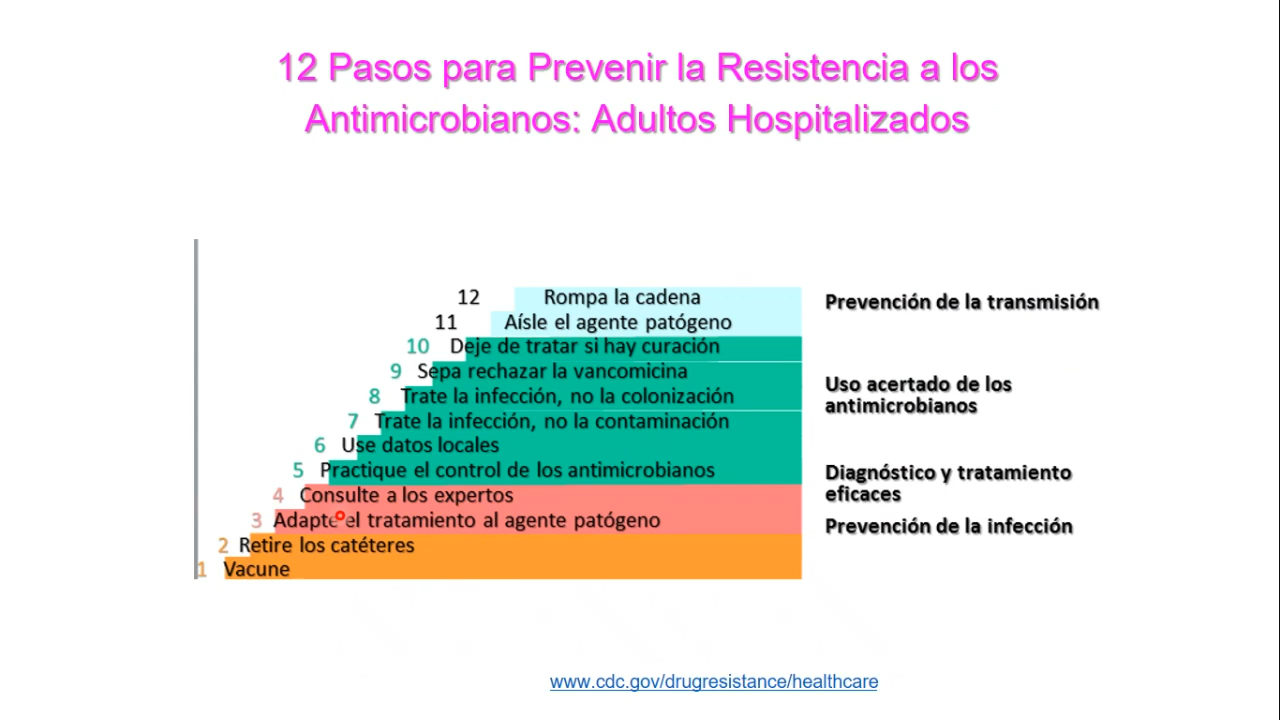 12 Pasos para Prevenir la Resistencia a los
Antimicrobianos: Adultos Hospitalizados
12 Rompa la cadena
Prevención de la transmisión
11 Aísle el agente patógeno
10 Deje de tratar si hay curación
9 Sepa rechazar la vancomicina
Uso acertado de los
antimicrobianos
8 Trate la infección, no la colonización
7 Trate la infección, no la contaminación
6 Use datos locales
5 Practique el control de los antimicrobianos
Diagnóstico y tratamiento
eficaces
4 Consulte a los expertos
3 Adapte el tratamiento al agente patógeno
Prevención de la infección
2 Retire los catéteres
1 Vacune
www.cdc.gov/drugresistance/healthcare